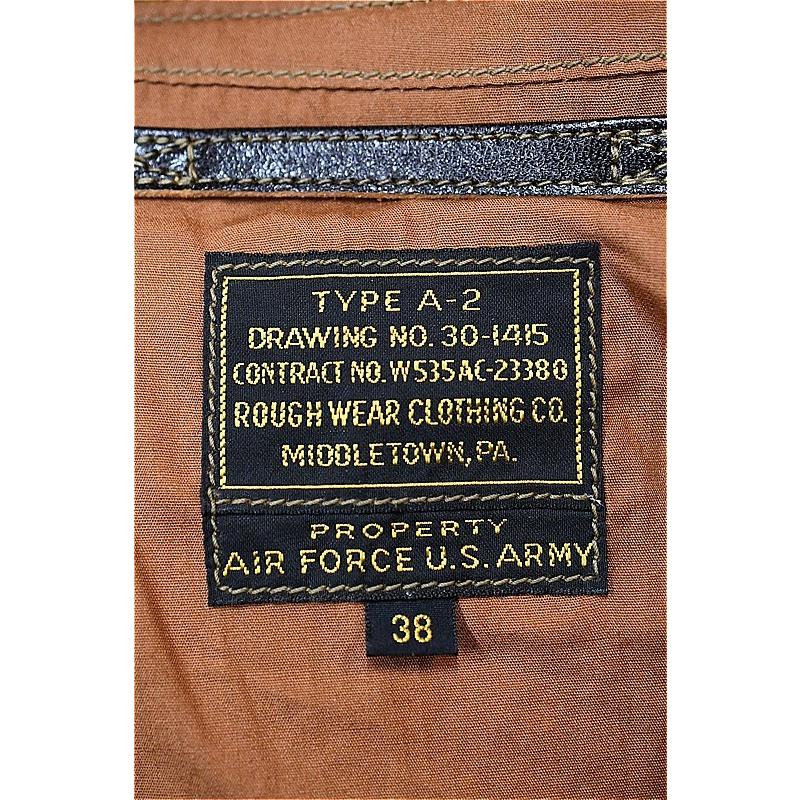 TYPE A-2
DRAWING NO. 30-1415
CONTRACT NO. W535AC-23380
ROUGH WEAR CLOTHING CO.
MIDDLETOWN, PA.
PROPERTY
AIR FORCE U.S. ARMY
38